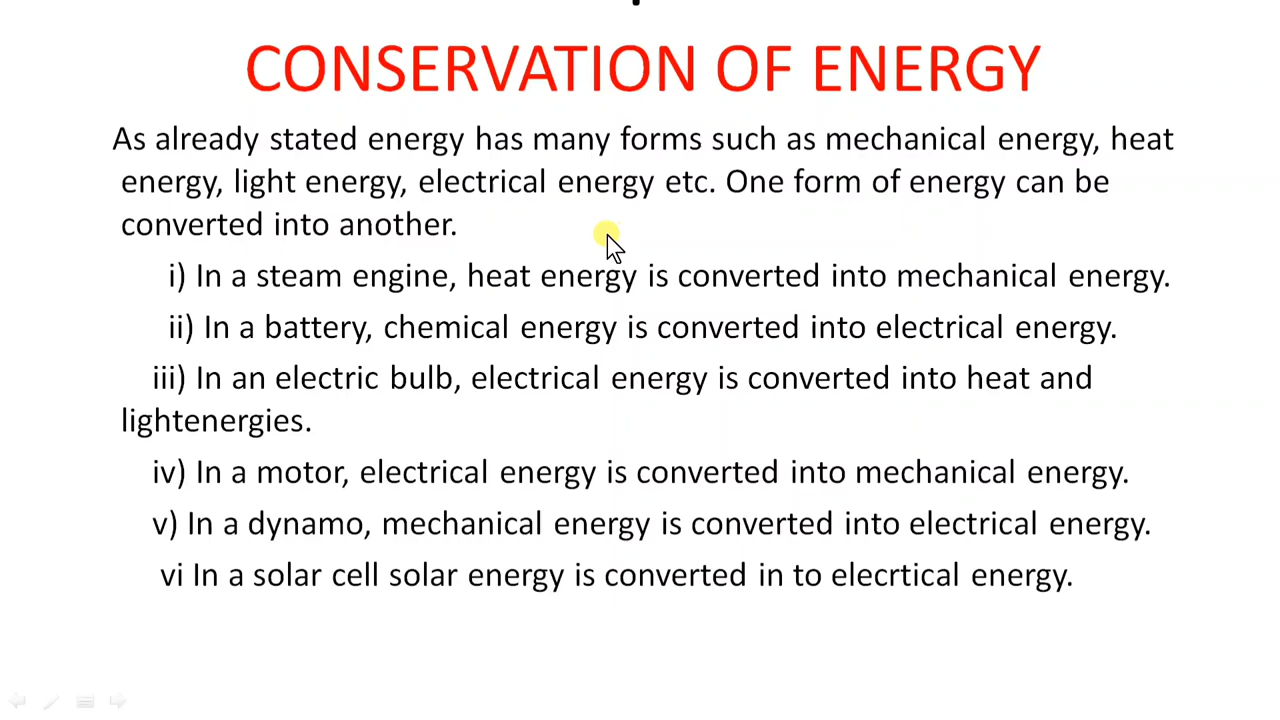 CONSERVATION OF ENERGY
As already stated energy has many forms such as mechanical energy, heat
energy, light energy, electrical energy etc. One form of energy can be
converted into another.
i) In a steam engine, heat energy is converted into mechanical energy.
ii) In a battery, chemical energy is converted into electrical energy.
iii) In an electric bulb, electrical energy is converted into heat and
lightenergies.
iv) In a motor, electrical energy is converted into mechanical energy.
v) In a dynamo, mechanical energy is converted into electrical energy.
vi In a solar cell solar energy is converted in to elecrtical energy.